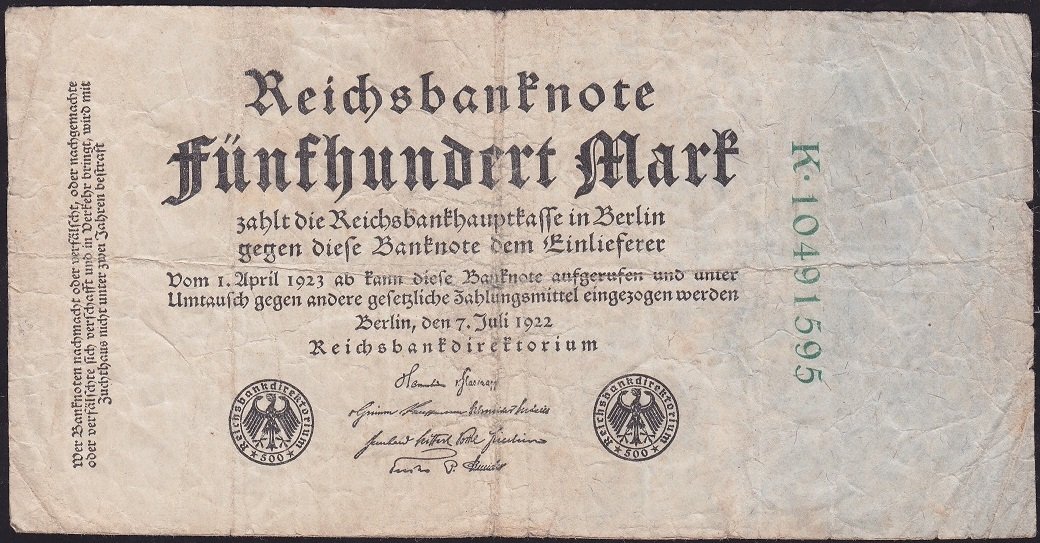 Reichsbanknote
Fünfhundert Mark
zahlt die Reichsbankhauptkasse in Berlin
gegen diese Banknote dem Einlieferer
Vom 1. April 1923 ab kann diese Banknote aufgerufen und unter
Umtausch gegen andere gesetzliche Zahlungsmittel eingezogen werden
Berlin, den 7. Juli 1922
Reichsbankdirektorium
Reichsbankdirektorium
500
Reichsbankdirektorium
500
Wer Banknoten nachmacht oder verfälscht, oder nachgemachte
oder verfälschte sich verschafft und in Verkehr bringt, wird mit
Zuchthaus nicht unter zwei Jahren bestraft
K·10491595